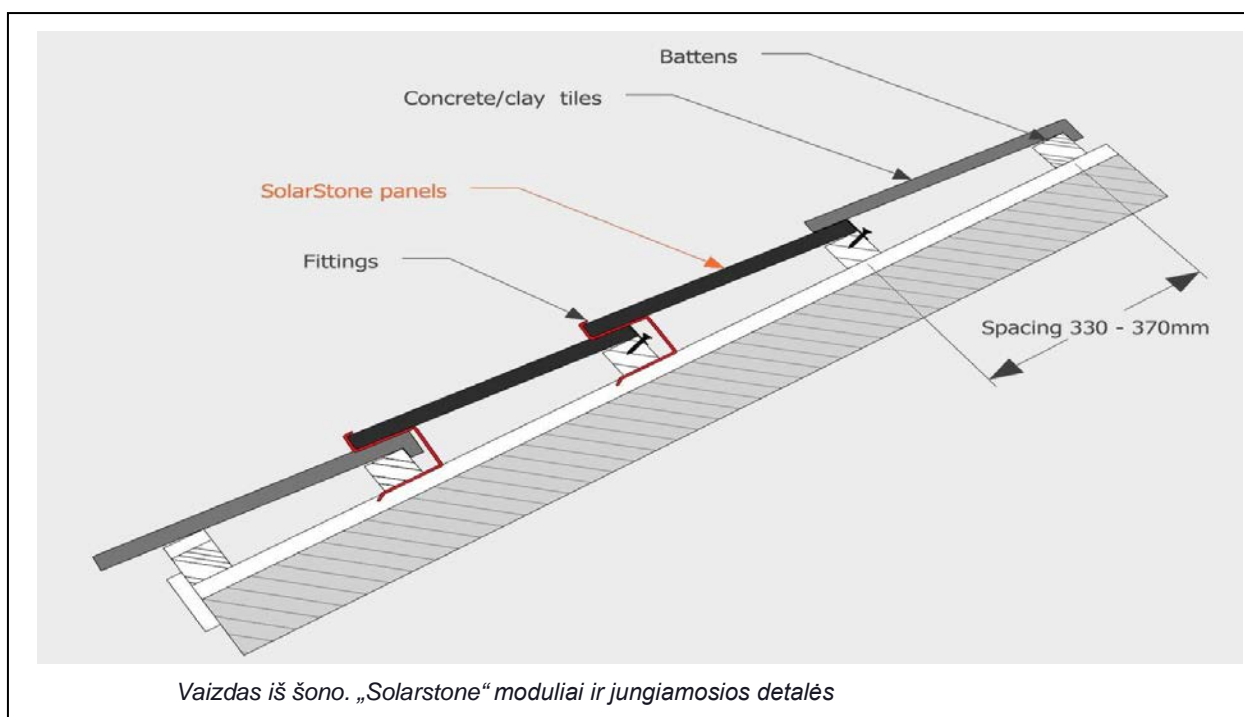 Battens
Concrete/clay tiles
SolarStone panels
Fittings
Spacing 330 - 370mm
Vaizdas iš šono. „Solarstone“ moduliai ir jungiamosios detalės